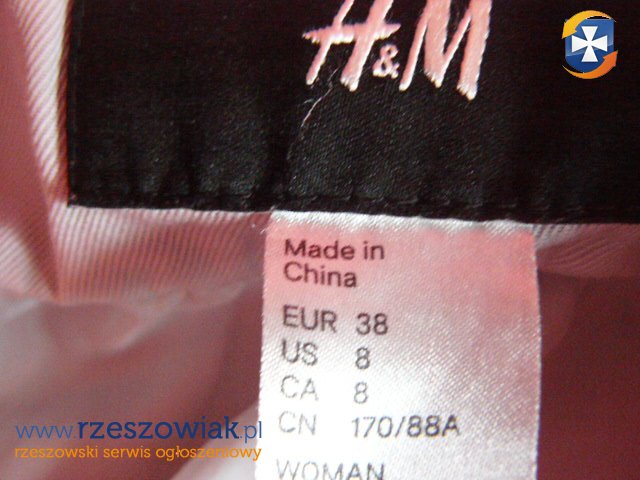 H&M
Made in
China
EUR 38
US 8
CA 8
CN 170/88A
WOMAN
www.rzeszowiak.pl
rzeszowski serwis ogłoszeniowy